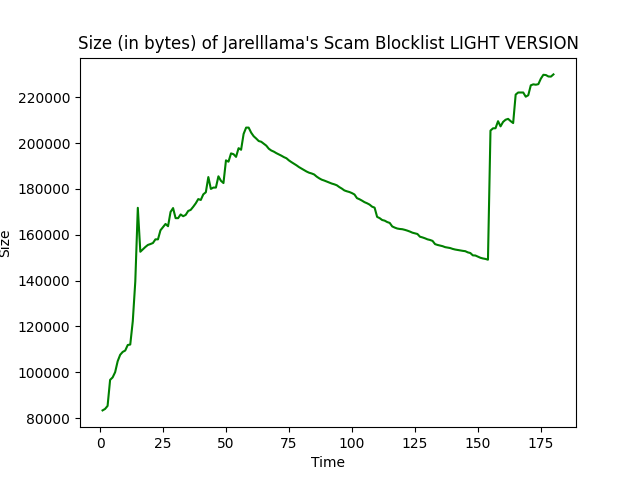 Size (in bytes) of Jarelllama's Scam Blocklist LIGHT VERSION
220000
200000
180000
160000
140000
120000
100000
80000
Size
0 25 50 75 100 125 150 175
Time